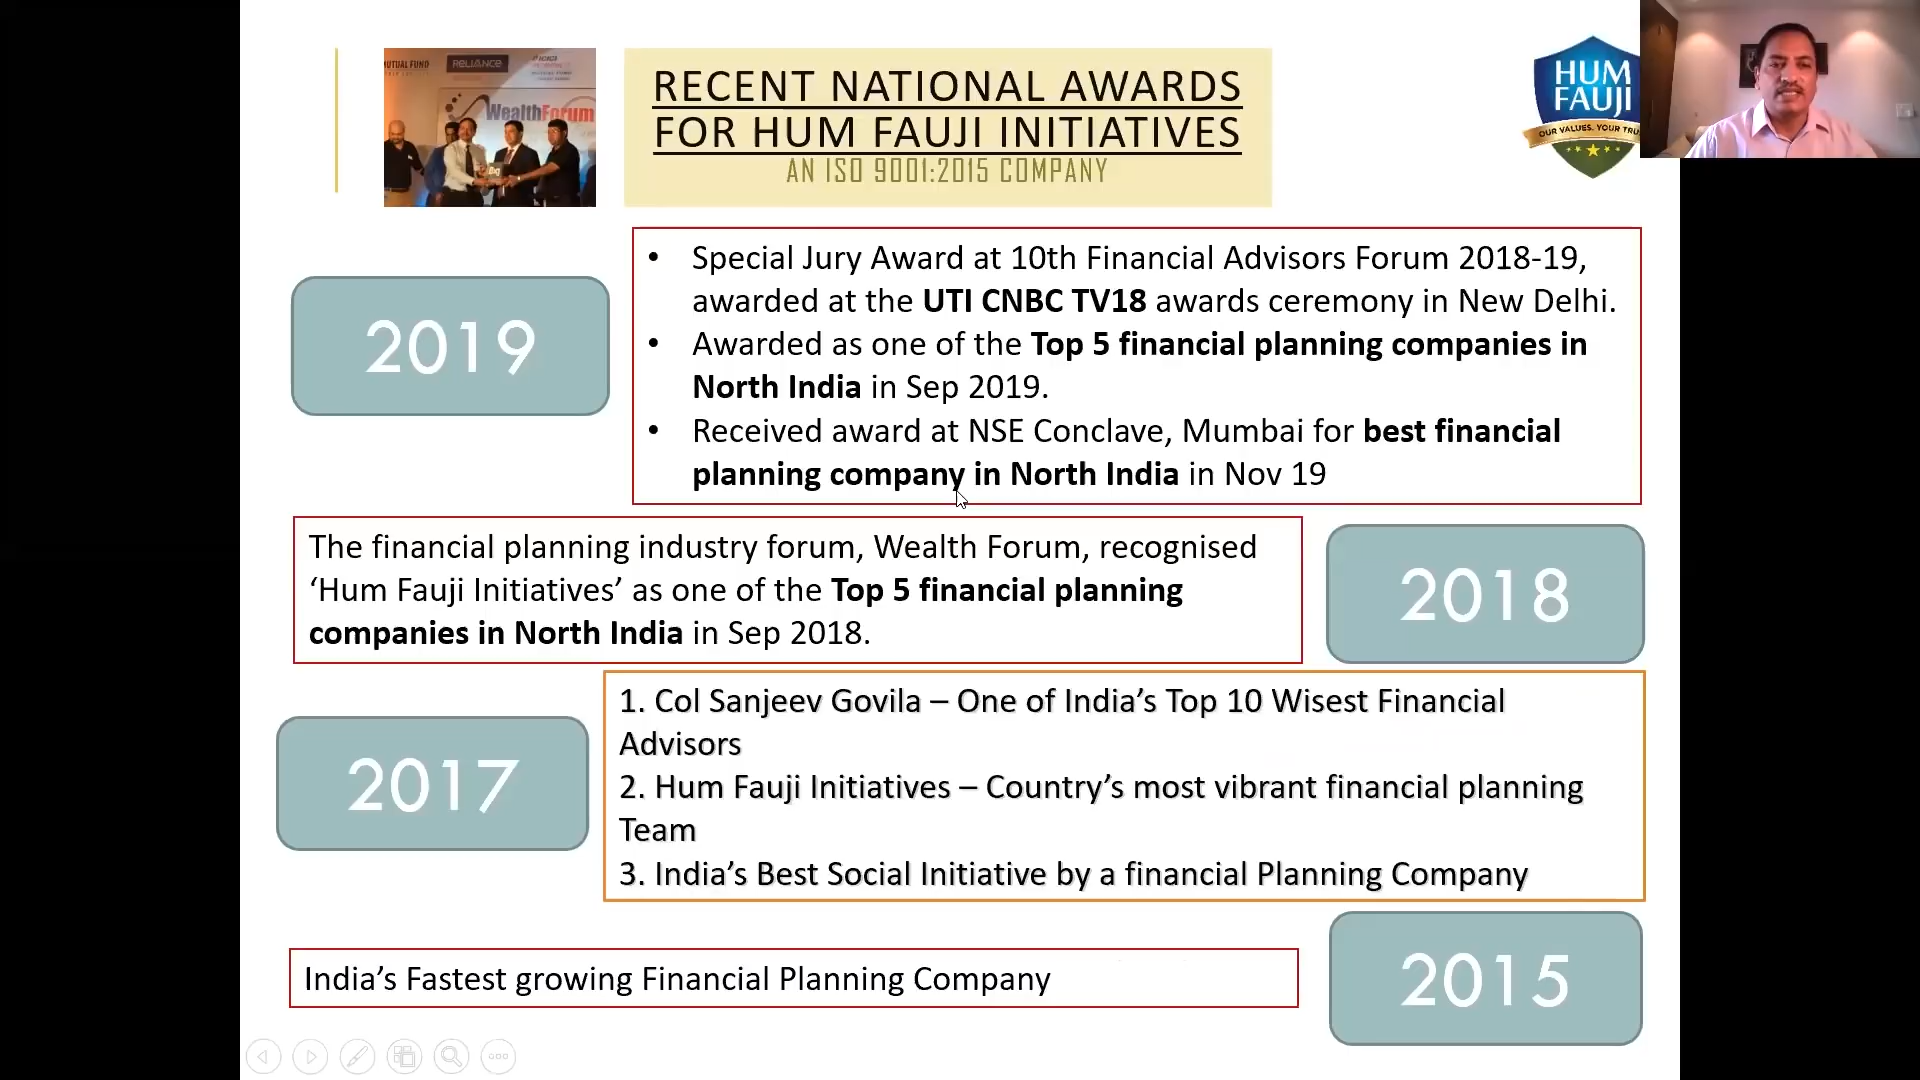 MUTUAL FUND
RELIANCE
WealthForum
RECENT NATIONAL AWARDS
FOR HUM FAUJI INITIATIVES
AN ISO 9001:2015 COMPANY
HUM
FAUJI
OUR VALUES. YOUR TRU
2019
• Special Jury Award at 10th Financial Advisors Forum 2018-19,
awarded at the UTI CNBC TV18 awards ceremony in New Delhi.
• Awarded as one of the Top 5 financial planning companies in
North India in Sep 2019.
• Received award at NSE Conclave, Mumbai for best financial
planning company in North India in Nov 19
The financial planning industry forum, Wealth Forum, recognised
‘Hum Fauji Initiatives’ as one of the Top 5 financial planning
companies in North India in Sep 2018.
2018
2017
1. Col Sanjeev Govila – One of India’s Top 10 Wisest Financial
Advisors
2. Hum Fauji Initiatives – Country’s most vibrant financial planning
Team
3. India’s Best Social Initiative by a financial Planning Company
India’s Fastest growing Financial Planning Company
2015